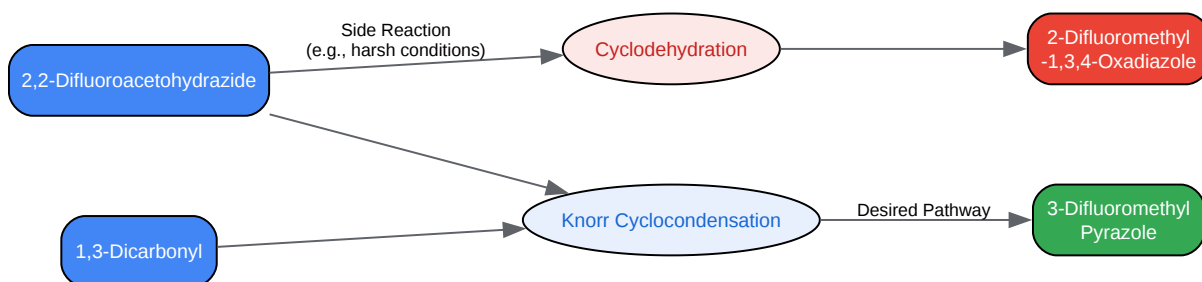 2,2-Difluoroacetohydrazide
Side Reaction
(e.g., harsh conditions)
Cyclodehydration
2-Difluoromethyl
-1,3,4-Oxadiazole
1,3-Dicarbonyl
Knorr Cyclocondensation
Desired Pathway
3-Difluoromethyl
Pyrazole